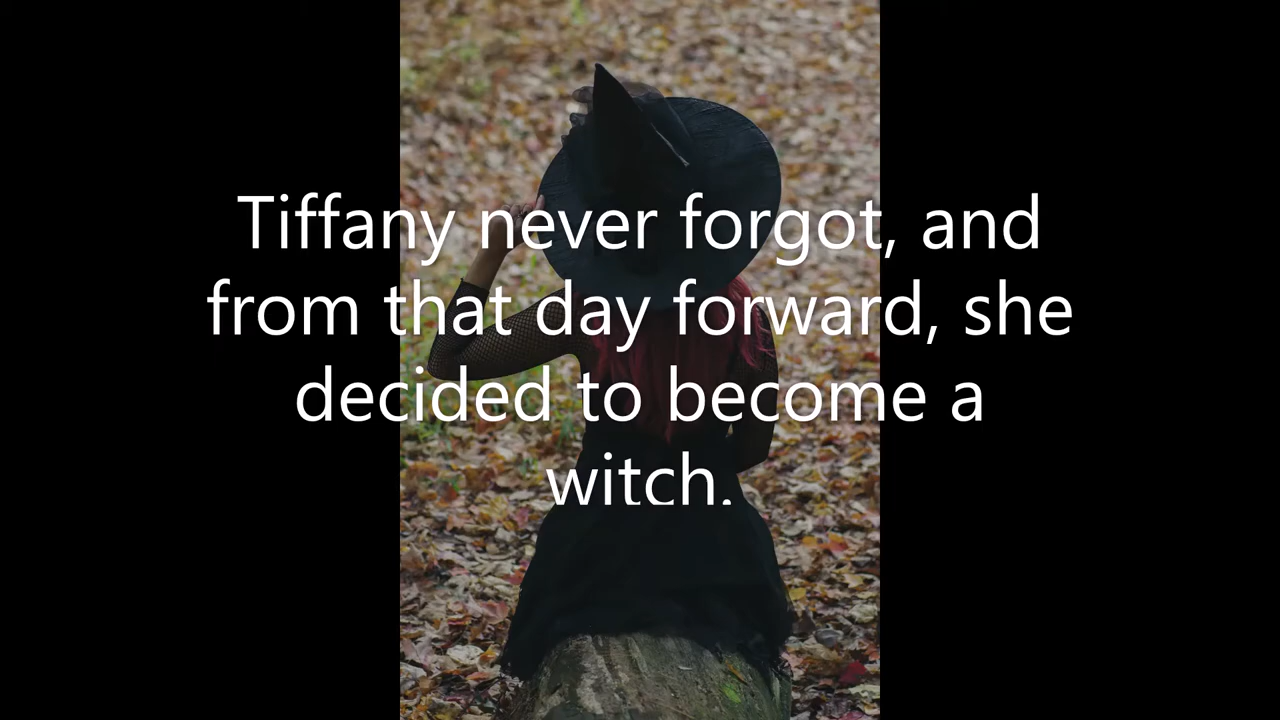 Tiffany never forgot, and
from that day forward, she
decided to become a
witch.